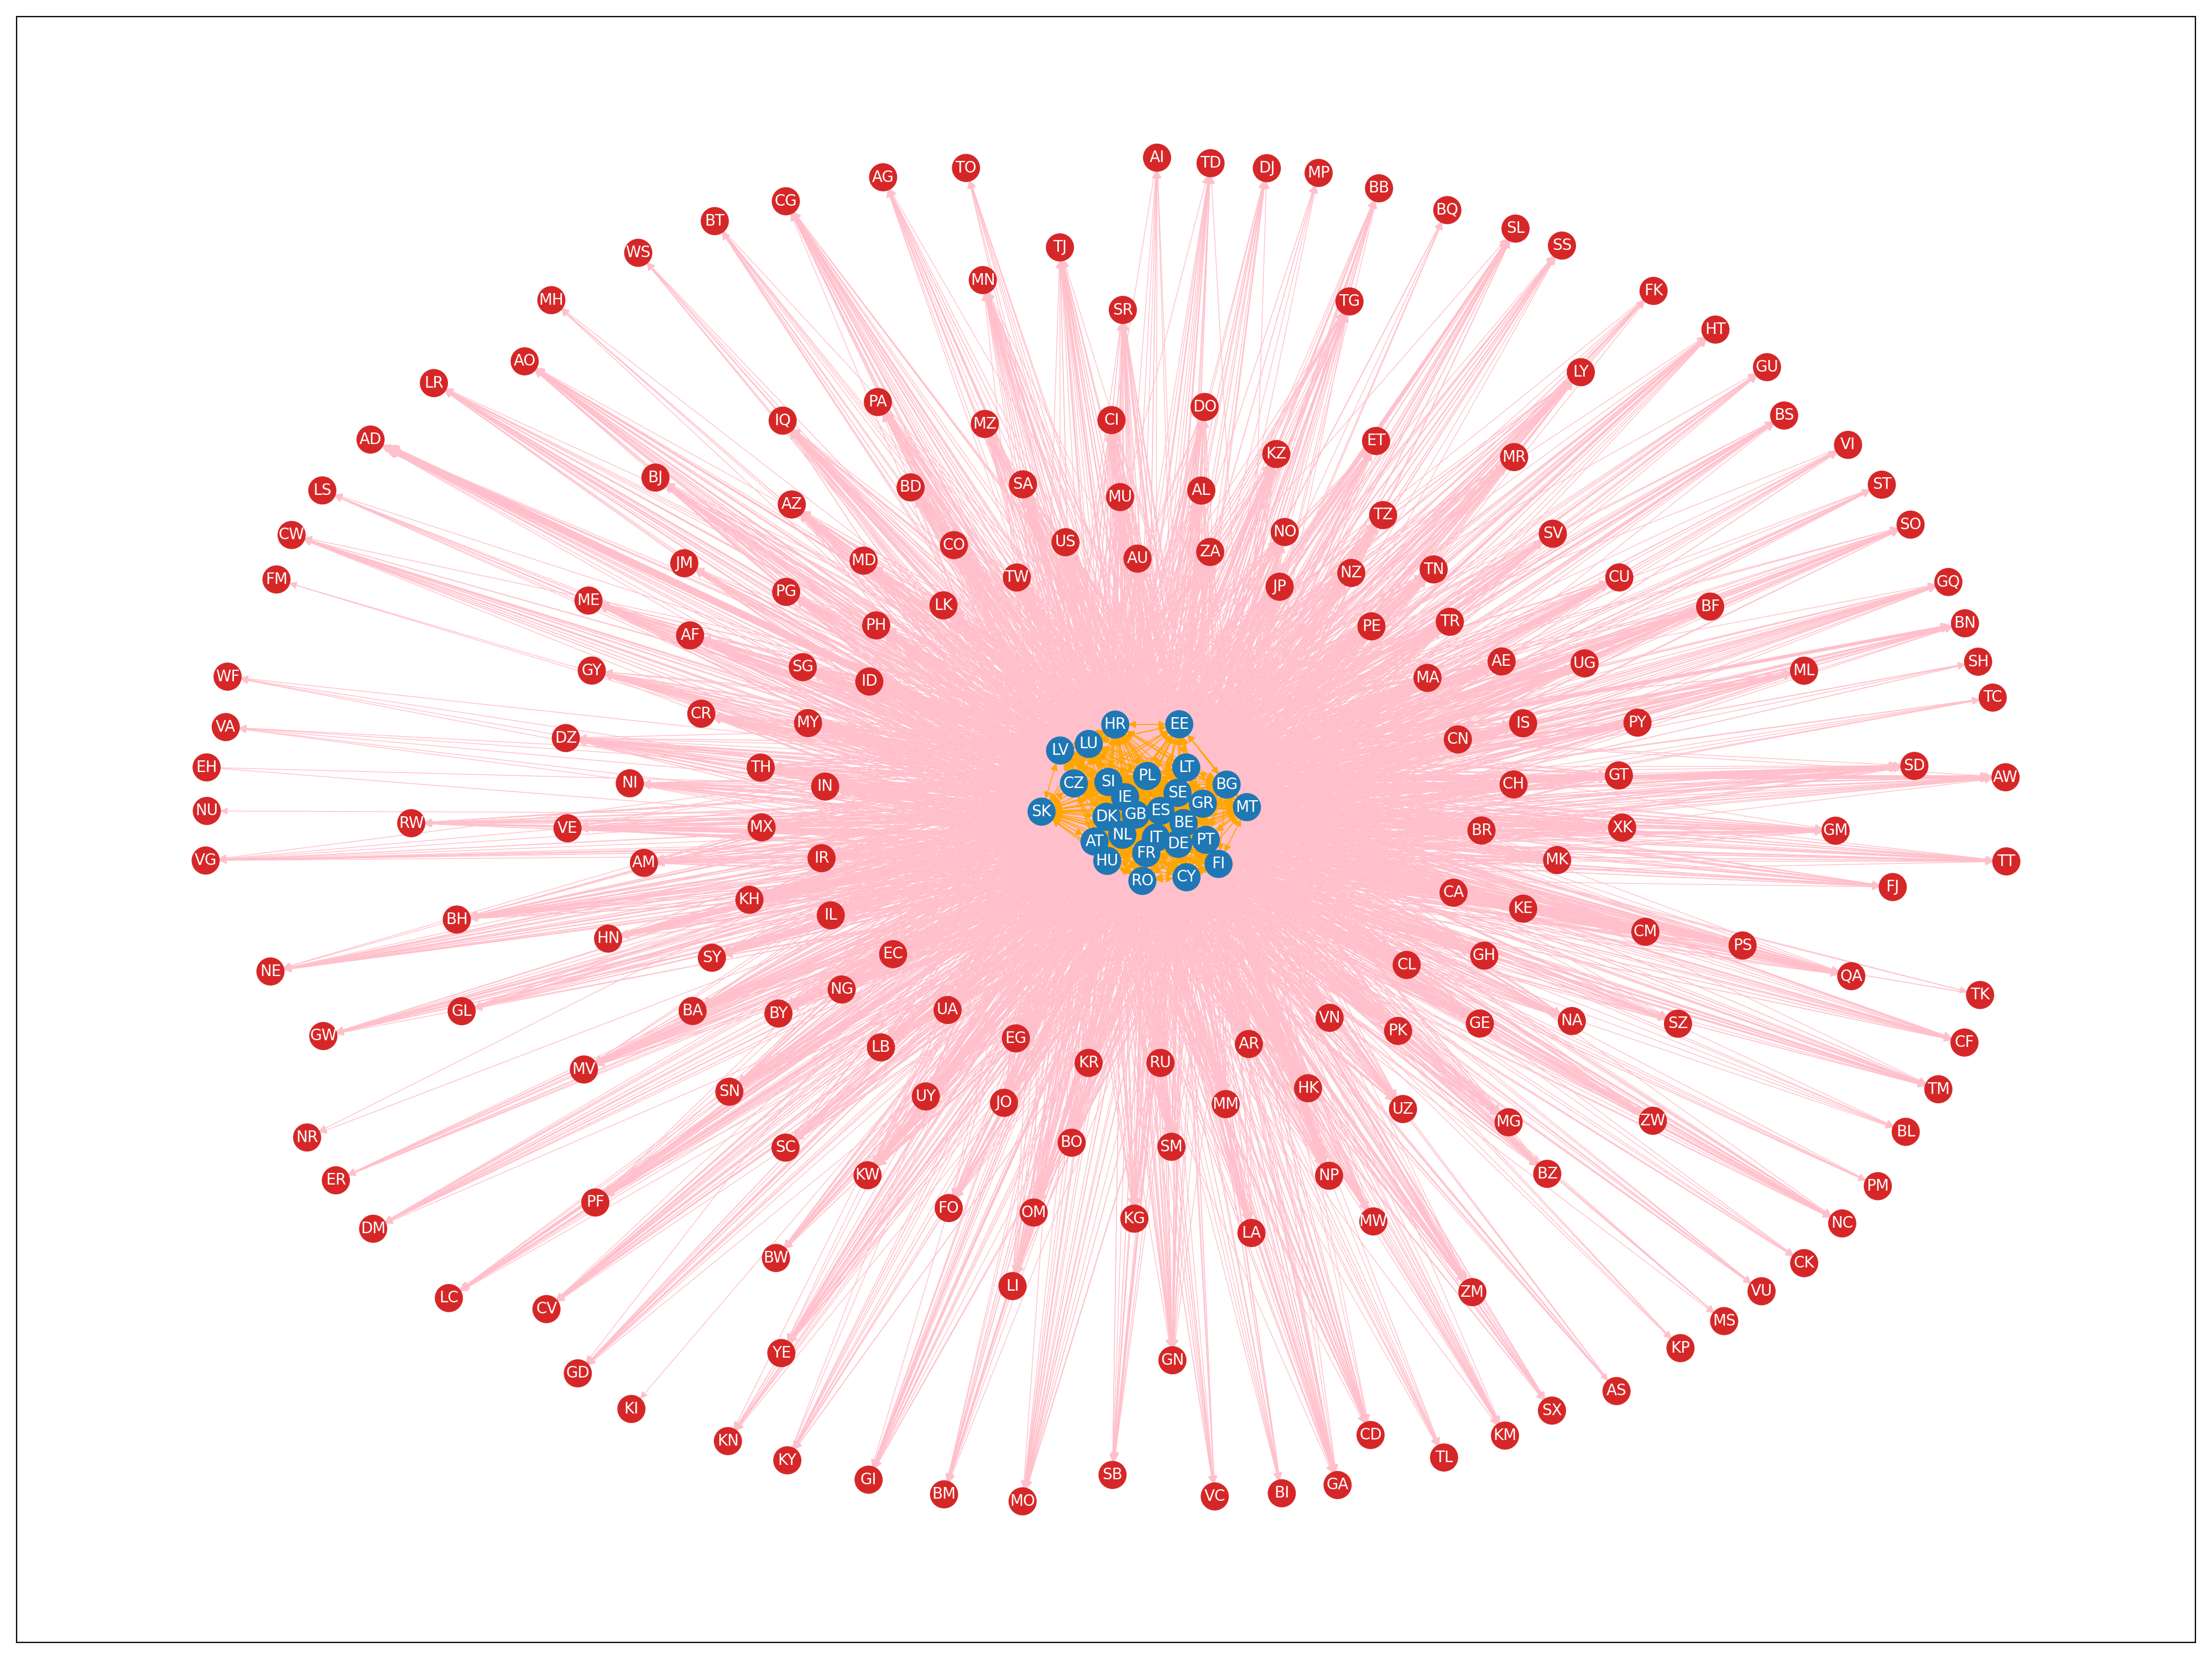 AI
TD
DJ
TO
MP
AG
BB
CG
BQ
BT
SL
SS
TJ
WS
MN
FK
MH
TG
SR
HT
AO
GU
LY
LR
PA
DO
BS
CI
IQ
MZ
AD
ET
VI
KZ
MR
BJ
SA
ST
BD
LS
AL
MU
AZ
TZ
SO
NO
SV
CW
US
CO
ZA
AU
MD
JM
TN
NZ
TW
CU
FM
GQ
JP
PG
ME
LK
BF
TR
BN
PH
PE
AF
AE
SH
UG
SG
GY
ML
WF
MA
ID
TC
CR
MY
IS
PY
HR
EE
VA
DZ
CN
LU
LV
SD
EH
TH
LT
PL
GT
AW
SI
CZ
NI
CH
BG
IN
SE
IE
GR
MT
NU
SK
ES
GB
DK
RW
BE
MX
XK
VE
BR
GM
NL
IT
PT
AT
DE
FR
IR
MK
VG
HU
TT
AM
FI
CY
RO
FJ
CA
KH
KE
IL
BH
CM
HN
PS
EC
GH
SY
CL
NE
QA
NG
TK
UA
GL
BA
BY
VN
NA
GE
SZ
PK
GW
EG
CF
AR
LB
KR
RU
MV
HK
TM
SN
UY
JO
MM
UZ
ZW
MG
BL
NR
BO
SM
SC
BZ
KW
NP
ER
PM
PF
FO
OM
KG
MW
NC
DM
LA
BW
CK
LI
VU
ZM
LC
CV
MS
KP
YE
GN
GD
AS
KI
SX
CD
KM
KN
TL
KY
SB
GI
GA
BI
BM
VC
MO